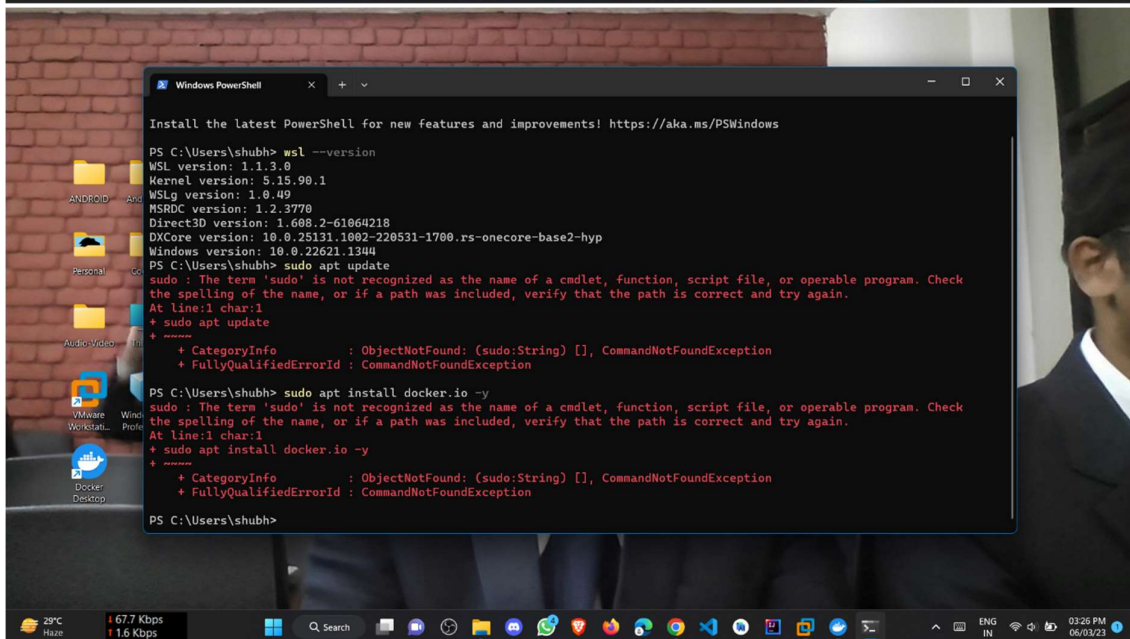 Windows PowerShell
Install the latest PowerShell for new features and improvements! https://aka.ms/PSWindows
PS C:\Users\shubh> wsl --version
WSL version: 1.1.3.0
Kernel version: 5.15.90.1
WSLg version: 1.0.49
MSRDC version: 1.2.3770
Direct3D version: 1.608.2-61064218
DXCore version: 10.0.25131.1002-220531-1700.rs-onecore-base2-hyp
Windows version: 10.0.22621.1344
PS C:\Users\shubh> sudo apt update
sudo : The term 'sudo' is not recognized as the name of a cmdlet, function, script file, or operable program. Check
the spelling of the name, or if a path was included, verify that the path is correct and try again.
At line:1 char:1
+ sudo apt update
+ ~~~~
+ CategoryInfo : ObjectNotFound: (sudo:String) [], CommandNotFoundException
+ FullyQualifiedErrorId : CommandNotFoundException
PS C:\Users\shubh> sudo apt install docker.io -y
sudo : The term 'sudo' is not recognized as the name of a cmdlet, function, script file, or operable program. Check
the spelling of the name, or if a path was included, verify that the path is correct and try again.
At line:1 char:1
+ sudo apt install docker.io -y
+ ~~~~
+ CategoryInfo : ObjectNotFound: (sudo:String) [], CommandNotFoundException
+ FullyQualifiedErrorId : CommandNotFoundException
PS C:\Users\shubh>
ANDROID
Personal
Audio-Video
VMware
Workstati...
Docker
Desktop
29°C
Haze
67.7 Kbps
1.6 Kbps
Search
ENG
IN
03:26 PM
06/03/23